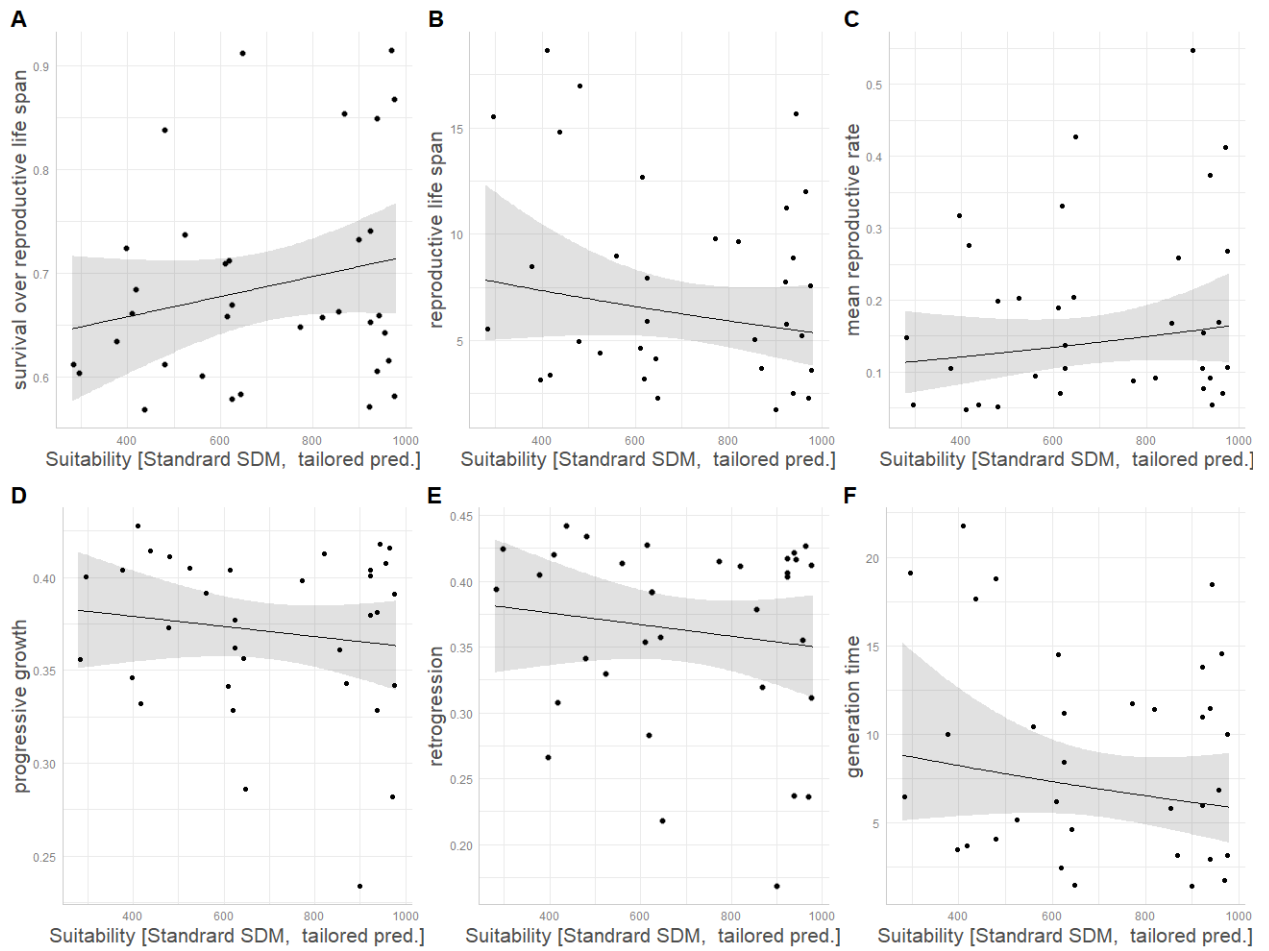 A
B
C
survival over reproductive life span
0.9
0.8
0.7
0.6
400
600
800
1000
Suitability [Standrard SDM, tailored pred.]
reproductive life span
15
10
5
400
600
800
1000
Suitability [Standrard SDM, tailored pred.]
mean reproductive rate
0.5
0.4
0.3
0.2
0.1
400
600
800
1000
Suitability [Standrard SDM, tailored pred.]
D
E
F
progressive growth
0.40
0.35
0.30
0.25
400
600
800
1000
Suitability [Standrard SDM, tailored pred.]
retrogression
0.45
0.40
0.35
0.30
0.25
0.20
400
600
800
1000
Suitability [Standrard SDM, tailored pred.]
generation time
20
15
10
5
400
600
800
1000
Suitability [Standrard SDM, tailored pred.]